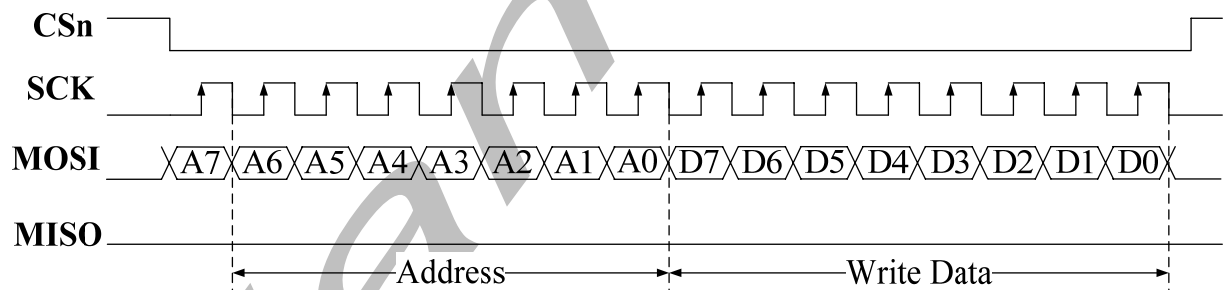 CSn
SCK
MOSI A7 A6 A5 A4 A3 A2 A1 A0 D7 D6 D5 D4 D3 D2 D1 D0
MISO
Address Write Data